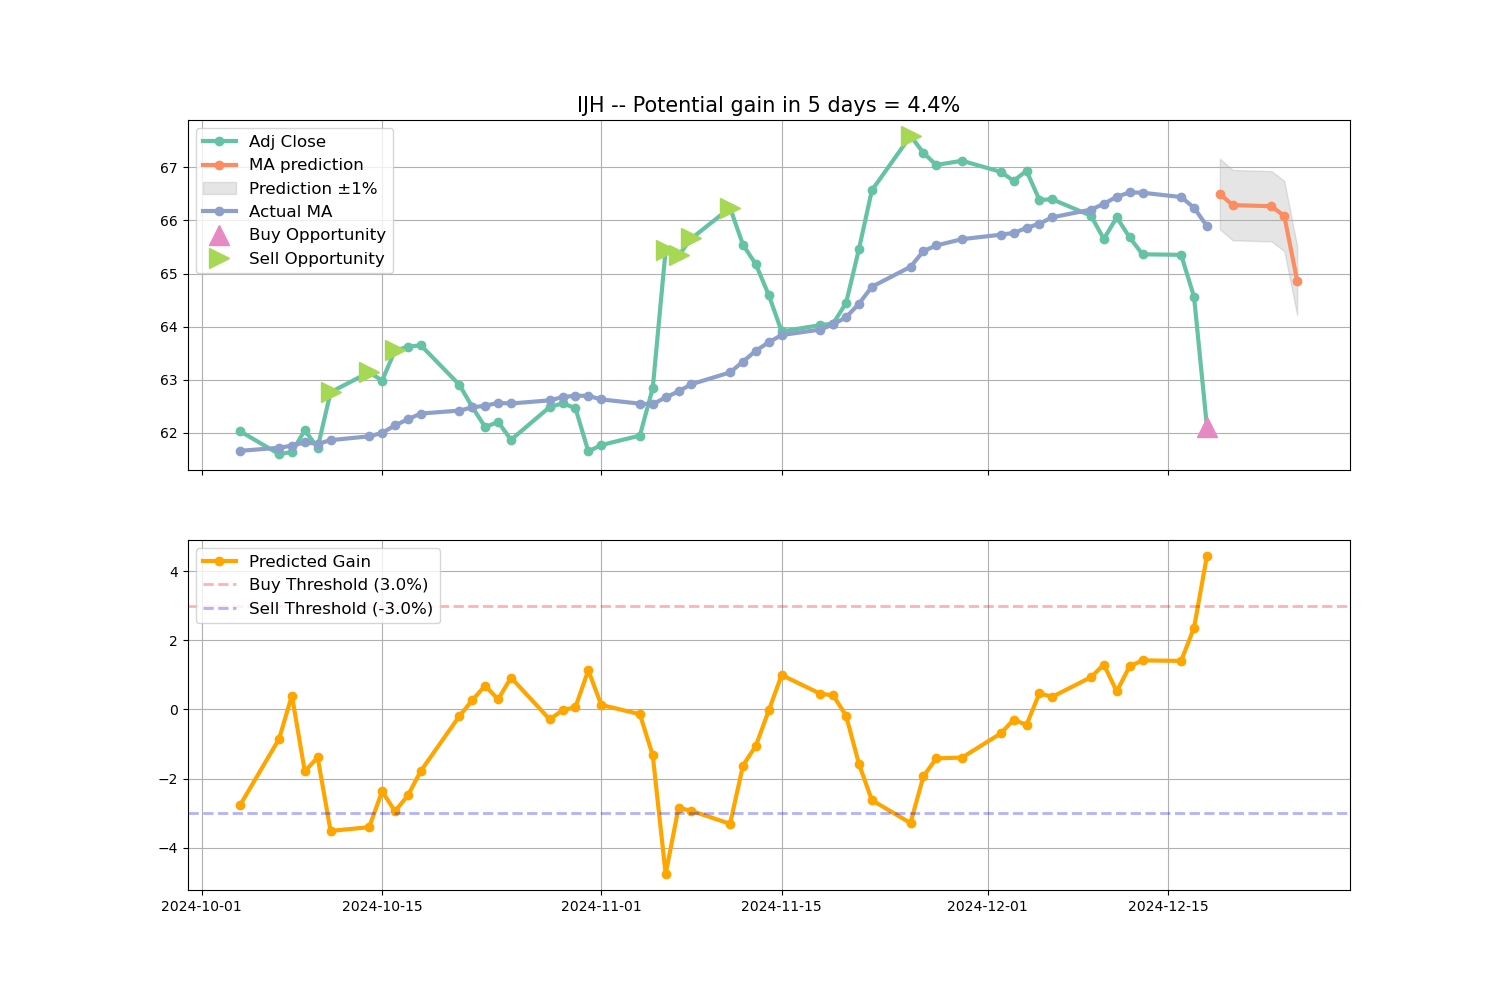 IJH -- Potential gain in 5 days = 4.4%
Adj Close
MA prediction
Prediction ±1%
Actual MA
Buy Opportunity
Sell Opportunity
67
66
65
64
63
62
Predicted Gain
Buy Threshold (3.0%)
Sell Threshold (-3.0%)
4
2
0
−2
−4
2024-10-01 2024-10-15 2024-11-01 2024-11-15 2024-12-01 2024-12-15